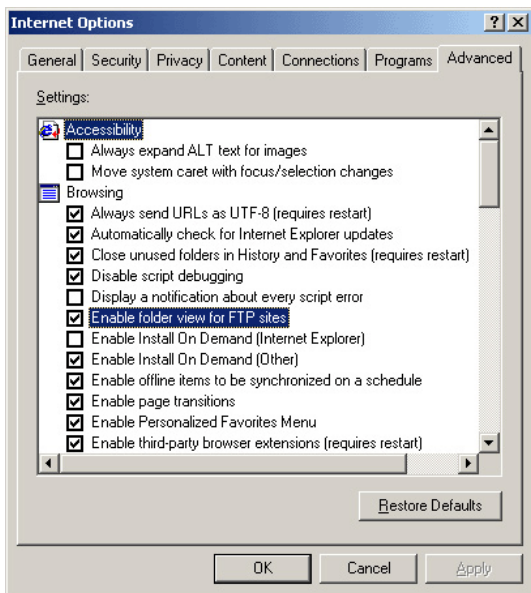 Internet Options
General Security Privacy Content Connections Programs Advanced
Settings:
Accessibility
Always expand ALT text for images
Move system caret with focus/selection changes
Browsing
Always send URLs as UTF-8 (requires restart)
Automatically check for Internet Explorer updates
Close unused folders in History and Favorites (requires restart)
Disable script debugging
Display a notification about every script error
Enable folder view for FTP sites
Enable Install On Demand (Internet Explorer)
Enable Install On Demand (Other)
Enable offline items to be synchronized on a schedule
Enable page transitions
Enable Personalized Favorites Menu
Enable third-party browser extensions (requires restart)
Restore Defaults
OK Cancel Apply